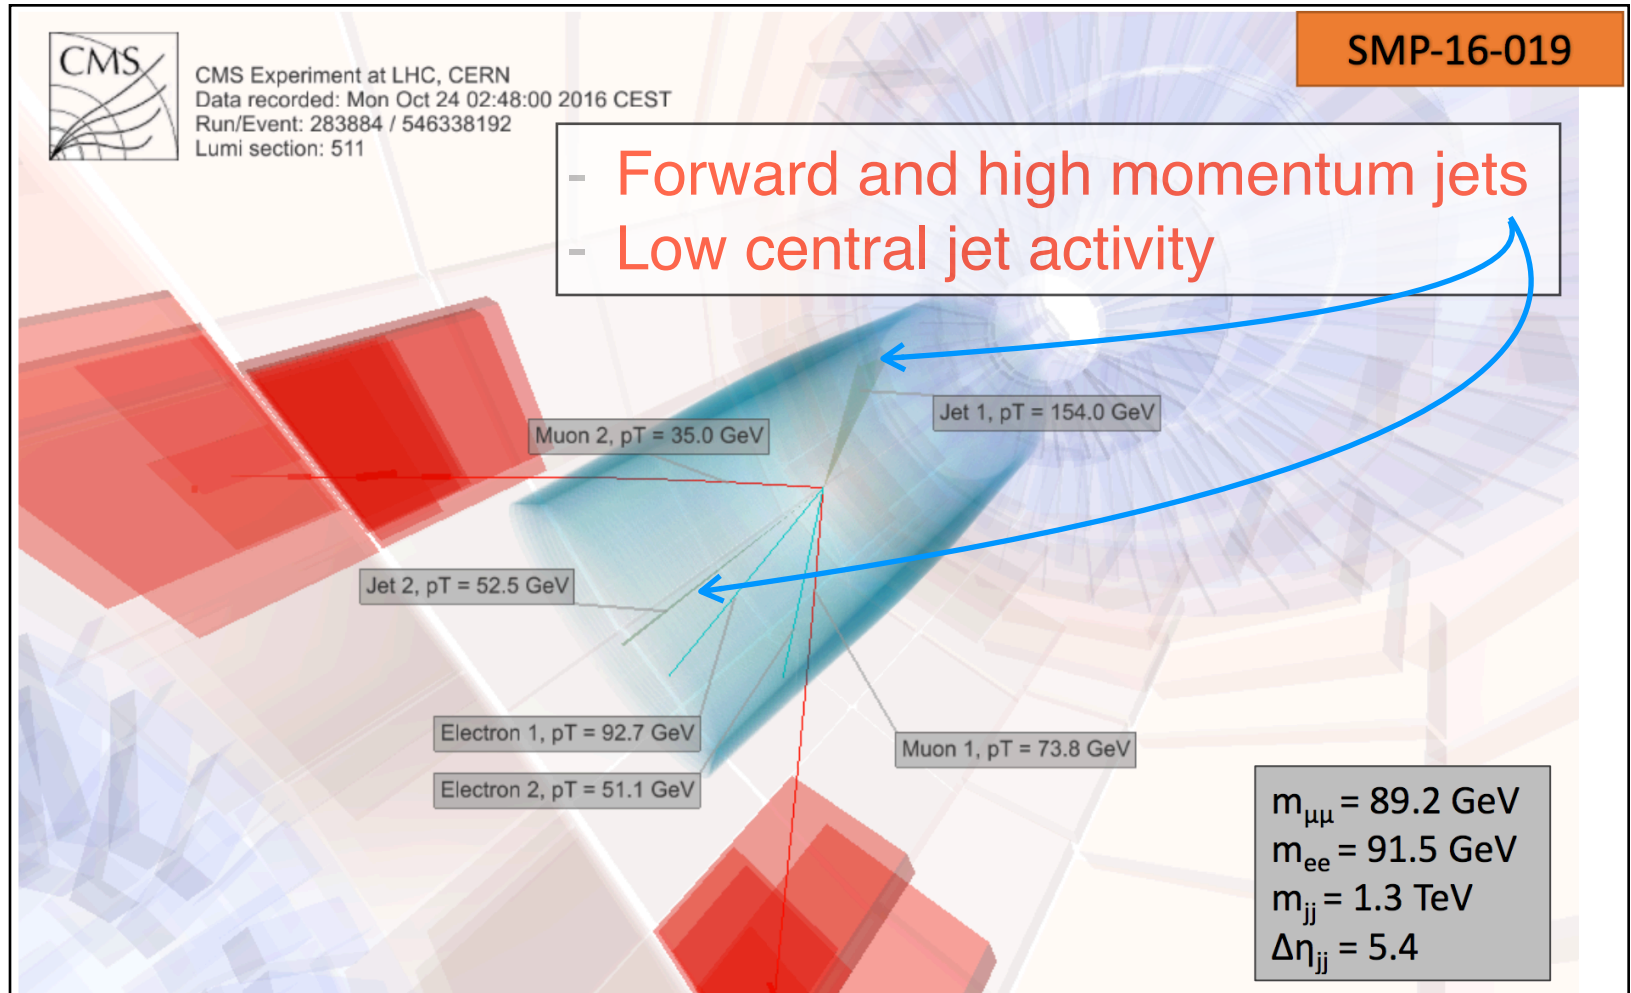 CMS
CMS Experiment at LHC, CERN
Data recorded: Mon Oct 24 02:48:00 2016 CEST
Run/Event: 283884 / 546338192
Lumi section: 511
SMP-16-019
- Forward and high momentum jets
- Low central jet activity
Jet 1, pT = 154.0 GeV
Muon 2, pT = 35.0 GeV
Jet 2, pT = 52.5 GeV
Electron 1, pT = 92.7 GeV
Muon 1, pT = 73.8 GeV
Electron 2, pT = 51.1 GeV
mμμ = 89.2 GeV
mee = 91.5 GeV
mjj = 1.3 TeV
Δηjj = 5.4